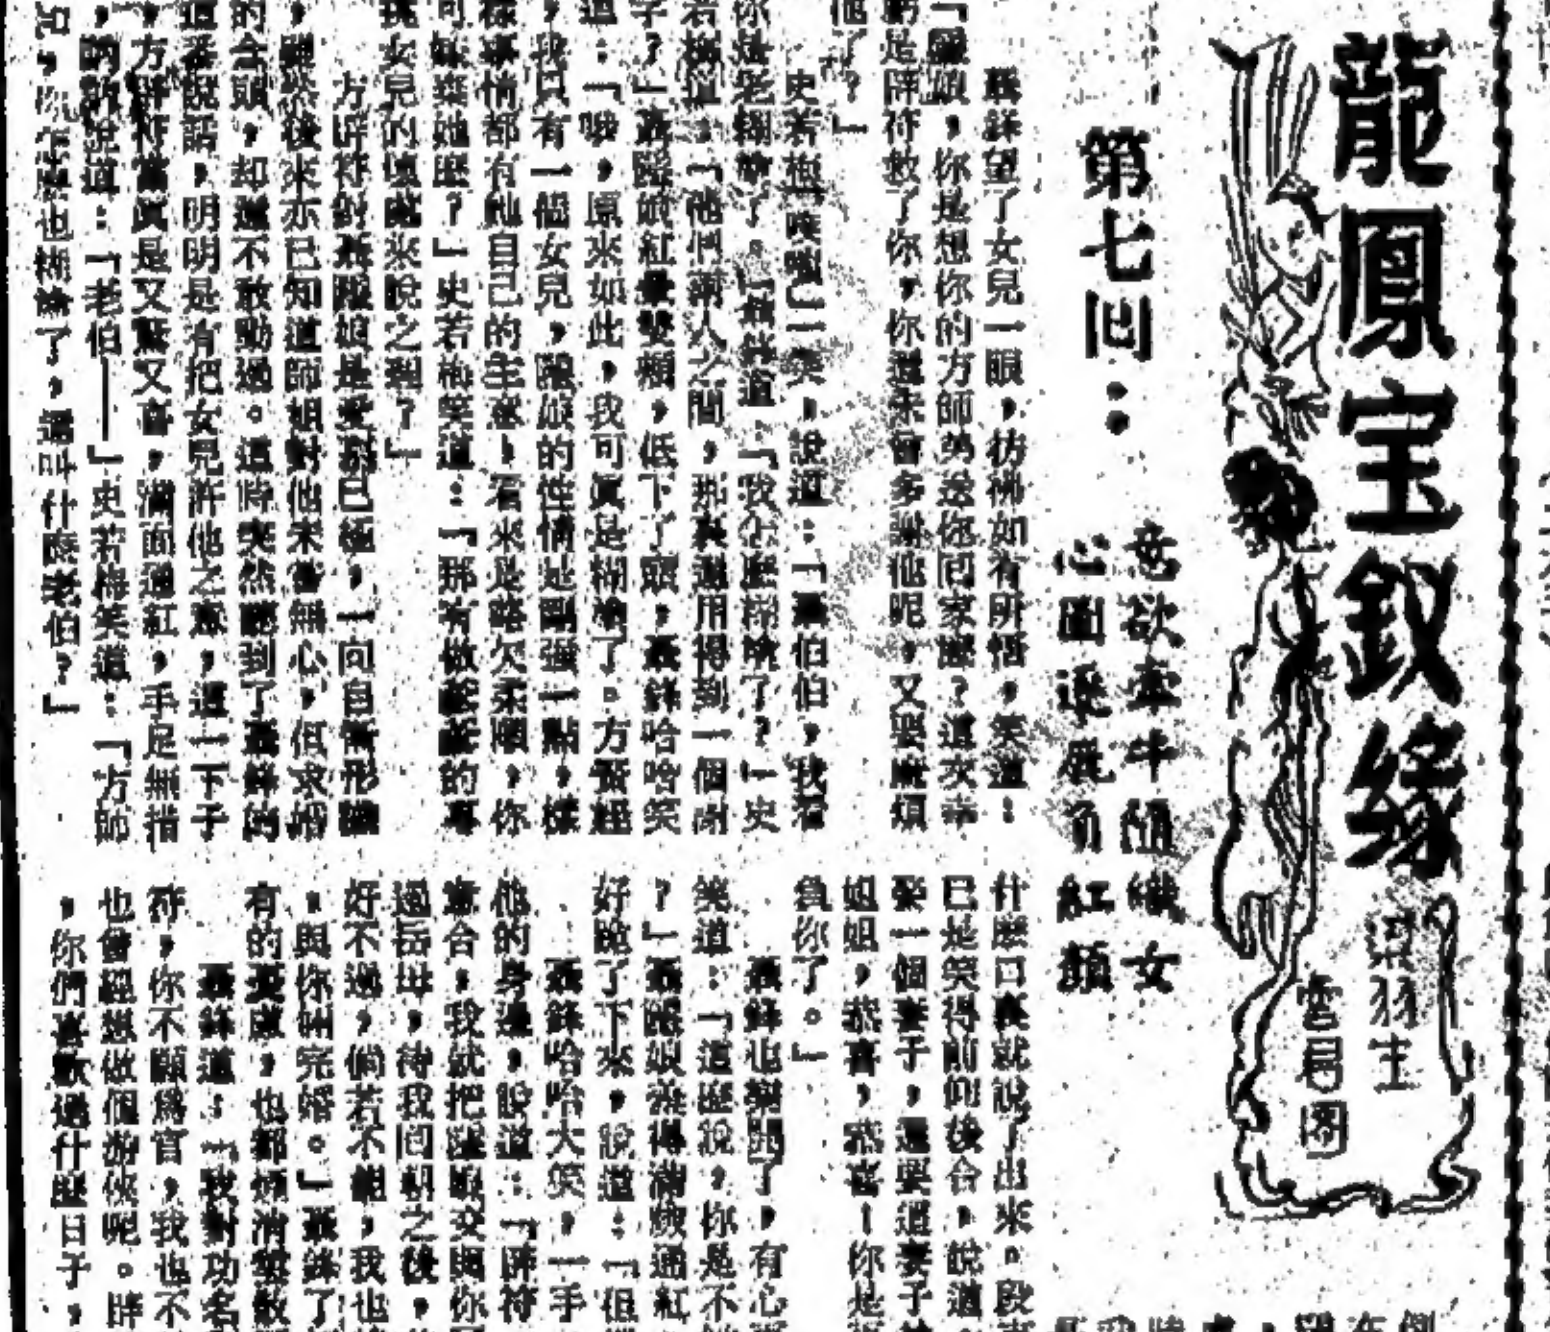 龍鳳宝釵緣
梁羽生
雲君图
第七回：
意欲牽牛隨織女
心圖退鳳負紅顏
聶鋒望了女兒一眼，彷彿如有所悟，笑道：
「隱娘，你是想你的方師弟送你回家麼？這次幸
虧是辟符救了你，你還未曾多謝他呢，又要麻煩
他了？」
史若梅噗嗤一笑，說道：「聶伯伯，我看
你是老糊塗了。」聶鋒道：「我怎麼糊塗了？」史
若梅道：「他們兩人之間，那裏還用得到一個謝
字？」聶隱娘紅暈雙頰，低下了頭，聶鋒哈哈笑
道：「哦，原來如此，我可真是糊塗了。方賢姪
，我只有一個女兒，隱娘的性情是剛強一點，樣
樣事情都有她自己的主意！看來是略欠柔順，你
可嫌棄她麼？」史若梅笑道：「那有做爹爹的專
挑女兒的壞處來說之理？」
方辟符對聶隱娘是愛慕已極，一向自慚形穢
，雖然後來亦已知道師姐對他未嘗無心，但求婚
的念頭，却還不敢動過。這時突然聽到了聶鋒的
這番說話，明明是有把女兒許他之意，這一下子
，方辟符當真是又驚又喜，滿面通紅，手足無措
，訥訥說道：「老伯——」史若梅笑道：「方師
兄，你怎麼也糊塗了，還叫什麼老伯？」
什麼口真就說了出來。段
已是笑得前仰後合，說道
娶一個妻子，還要這妻子
姐姐，恭喜，恭喜！你是
負你了。」
聶鋒也樂開了，有心
笑道：「這麼說，你是不
？」聶隱娘羞得滿面通紅
好跪了下來，說道：「但
聶鋒哈哈大笑，一手
他的身邊，說道：「辟符
意合，我就把隱娘交與你
過岳母，待我回朝之後，
好不過，倘若不能，我也
，與你倆完婚。」聶鋒了
有的憂慮，也都煙消雲散
聶鋒道：「我對功名
符，你不願為官，我也不
也曾經想做個游俠呢。辟
，你們喜歡過什麼日子，